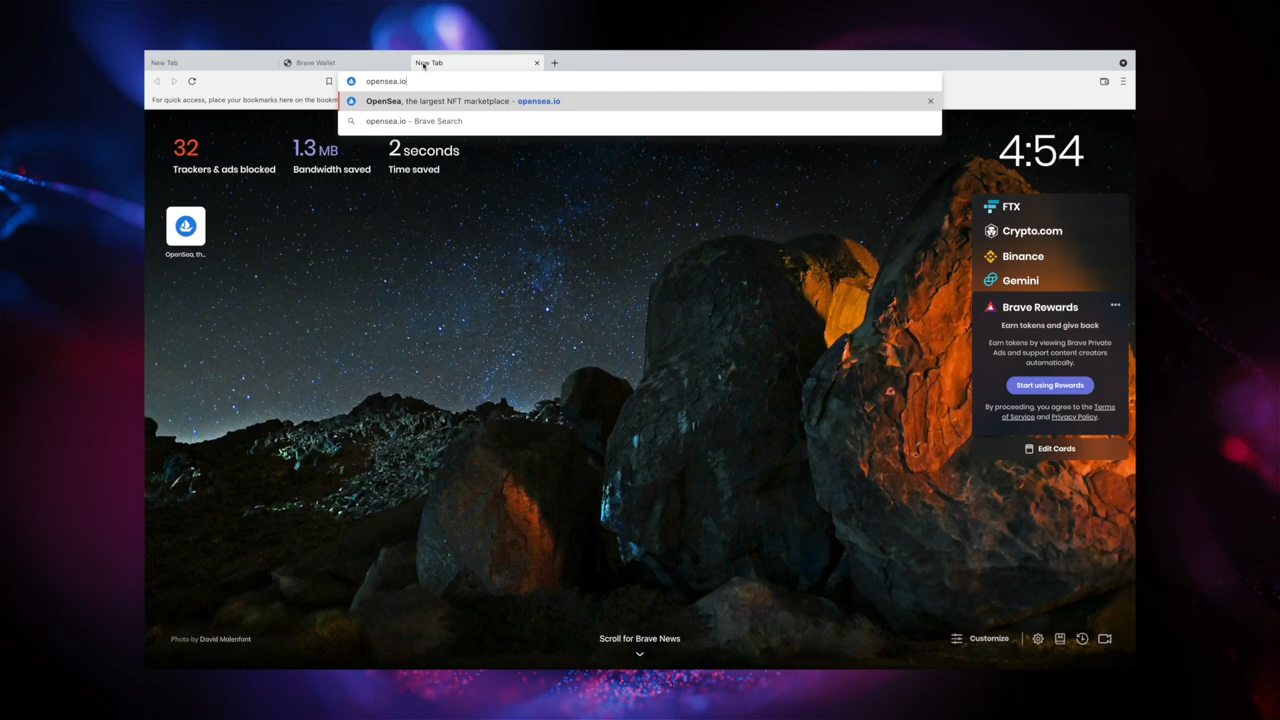 New Tab
Brave Wallet
New Tab
opensea.io
For quick access, place your bookmarks here on the bookm
OpenSea, the largest NFT marketplace - opensea.io
opensea.io - Brave Search
32
Trackers & ads blocked
1.3 MB
Bandwidth saved
2 seconds
Time saved
4:54
OpenSea, th...
FTX
Crypto.com
Binance
Gemini
Brave Rewards
Earn tokens and give back
Earn tokens by viewing Brave Private
Ads and support content creators
automatically.
Start using Rewards
By proceeding, you agree to the Terms
of Service and Privacy Policy.
Edit Cards
Photo by David Malenfant
Scroll for Brave News
Customize